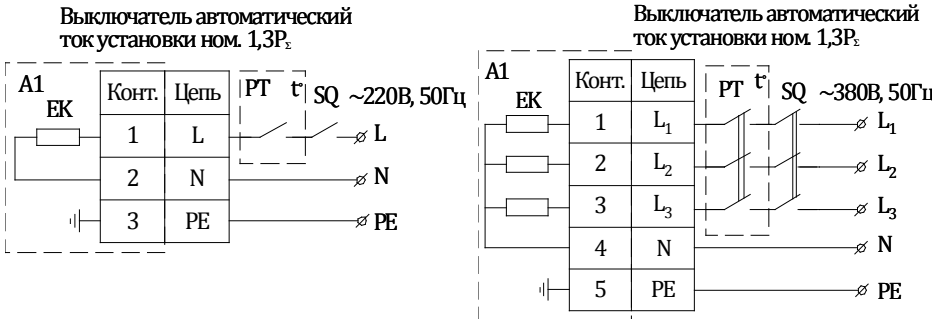 Выключатель автоматический
ток установки ном. 1,3PΣ
A1
EK
Конт. Цепь
PT t°
SQ ~220В, 50Гц
1 L L
2 N N
3 PE PE
Выключатель автоматический
ток установки ном. 1,3PΣ
A1
EK
Конт. Цепь
PT t°
SQ ~380В, 50Гц
1 L1 L1
2 L2 L2
3 L3 L3
4 N N
5 PE PE